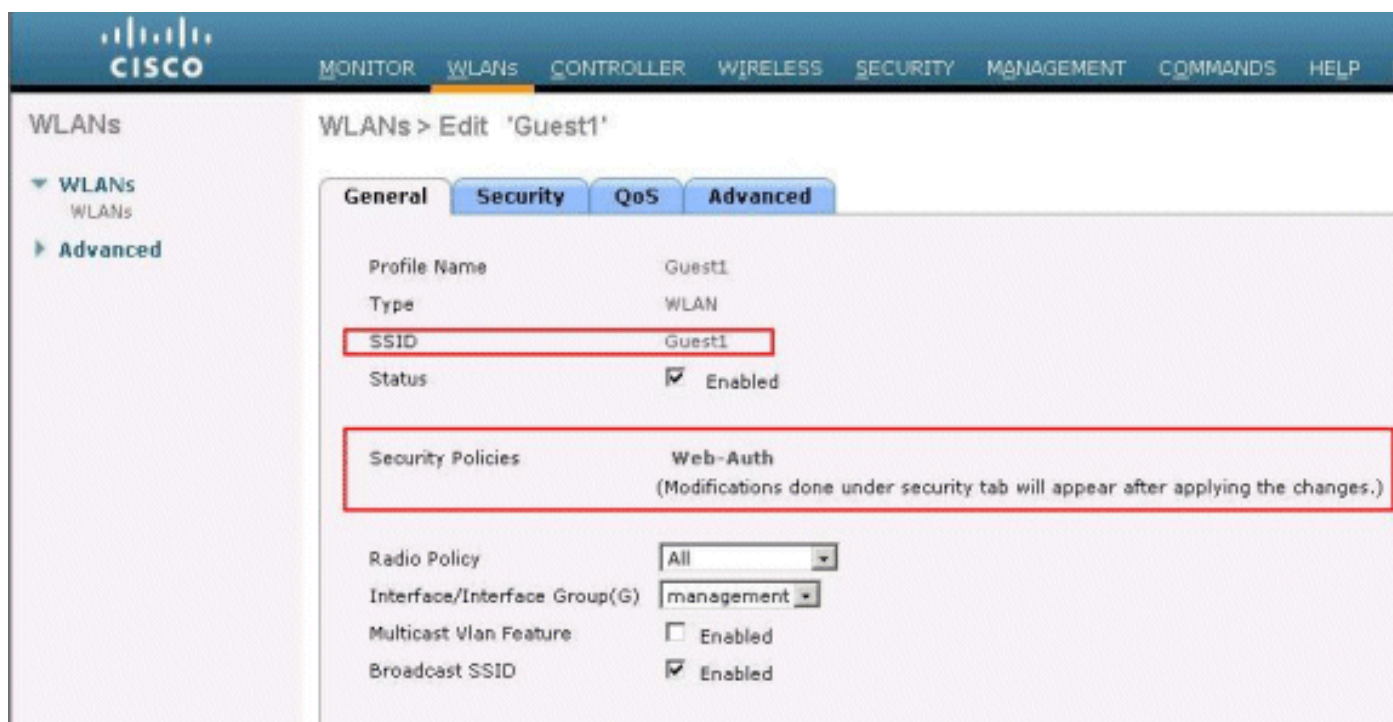 CISCO
MONITOR WLANs CONTROLLER WIRELESS SECURITY MANAGEMENT COMMANDS HELP
WLANs
WLANs
WLANs
Advanced
WLANs > Edit 'Guest1'
General Security QoS Advanced
Profile Name Guest1
Type WLAN
SSID Guest1
Status Enabled
Security Policies Web-Auth
(Modifications done under security tab will appear after applying the changes.)
Radio Policy All
Interface/Interface Group(G) management
Multicast Vlan Feature Enabled
Broadcast SSID Enabled